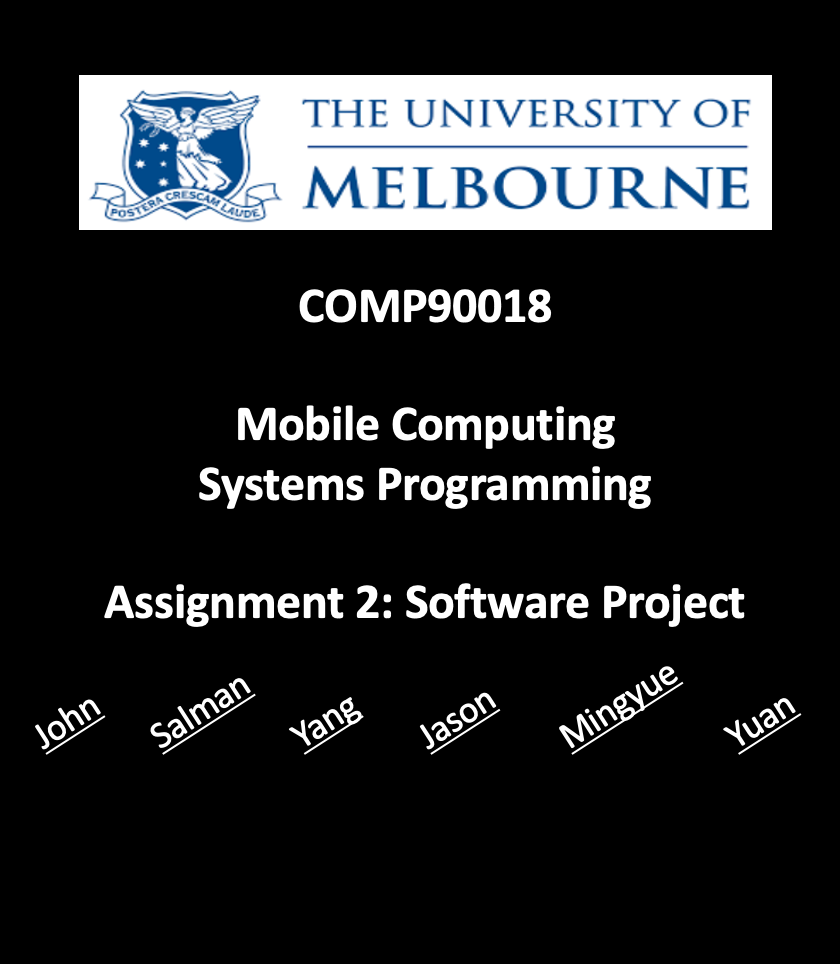 THE UNIVERSITY OF
MELBOURNE
POSTERA CRESCAM LAUDE
COMP90018
Mobile Computing
Systems Programming
Assignment 2: Software Project
John Salman Yang Jason Mingyue Yuan